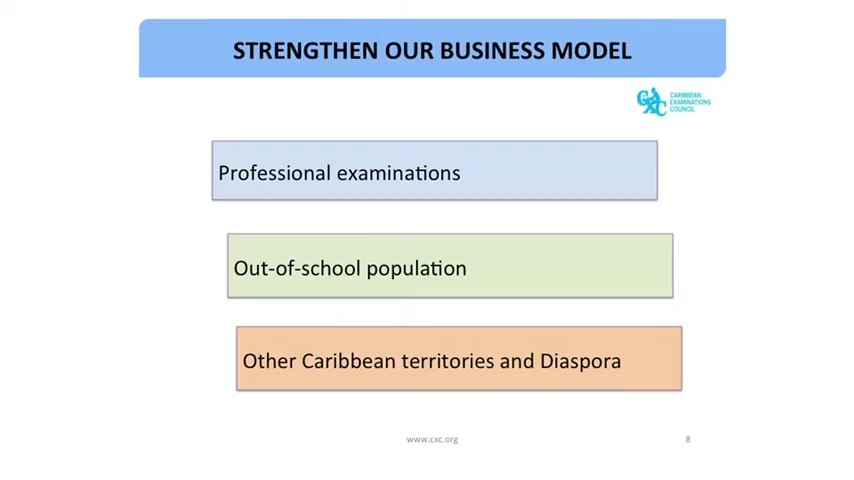 STRENGTHEN OUR BUSINESS MODEL
CXC
CARIBBEAN
EXAMINATIONS
COUNCIL
Professional examinations
Out-of-school population
Other Caribbean territories and Diaspora
www.cxc.org
8